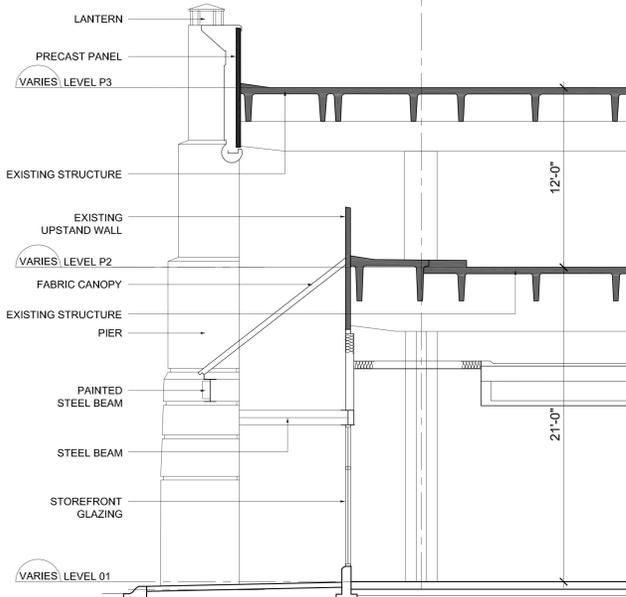 LANTERN
PRECAST PANEL
VARIES LEVEL P3
EXISTING STRUCTURE
12'-0"
EXISTING
UPSTAND WALL
VARIES LEVEL P2
FABRIC CANOPY
EXISTING STRUCTURE
PIER
PAINTED
STEEL BEAM
21'-0"
STEEL BEAM
STOREFRONT
GLAZING
VARIES LEVEL 01